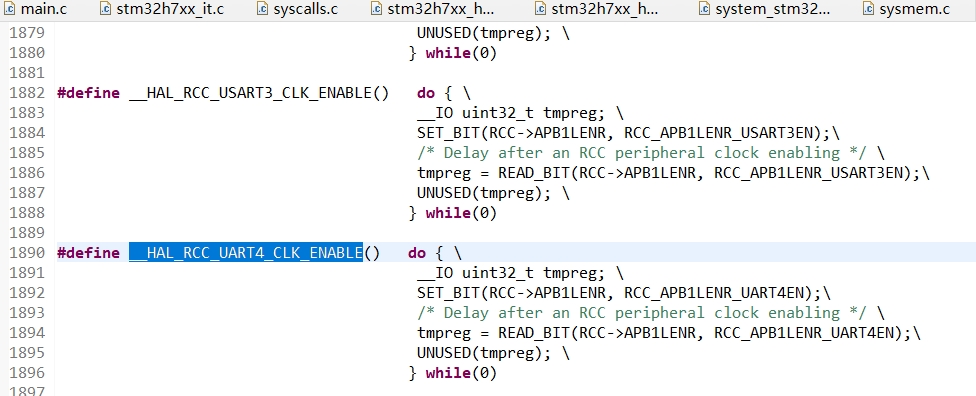 main.c stm32h7xx_it.c syscalls.c stm32h7xx_h... stm32h7xx_h... system_stm32... sysmem.c
1879 UNUSED(tmpreg); \
1880 } while(0)
1881
1882 #define __HAL_RCC_USART3_CLK_ENABLE() do { \
1883 __IO uint32_t tmpreg; \
1884 SET_BIT(RCC->APB1LENR, RCC_APB1LENR_USART3EN);\
1885 /* Delay after an RCC peripheral clock enabling */ \
1886 tmpreg = READ_BIT(RCC->APB1LENR, RCC_APB1LENR_USART3EN);\
1887 UNUSED(tmpreg); \
1888 } while(0)
1889
1890 #define __HAL_RCC_UART4_CLK_ENABLE() do { \
1891 __IO uint32_t tmpreg; \
1892 SET_BIT(RCC->APB1LENR, RCC_APB1LENR_UART4EN);\
1893 /* Delay after an RCC peripheral clock enabling */ \
1894 tmpreg = READ_BIT(RCC->APB1LENR, RCC_APB1LENR_UART4EN);\
1895 UNUSED(tmpreg); \
1896 } while(0)
1897